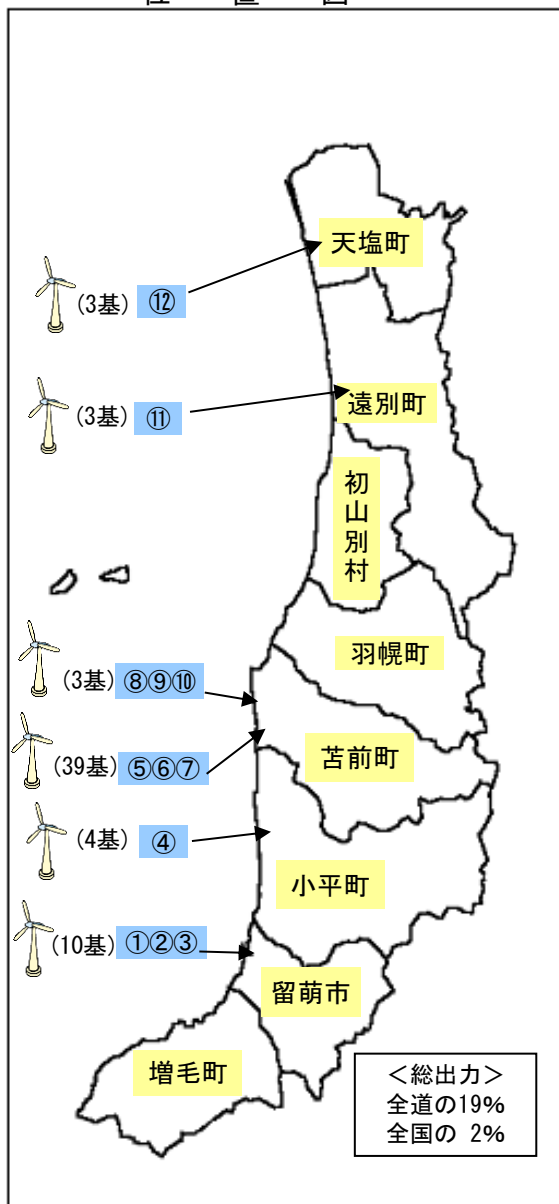 位 置 図
天塩町
(3基) ⑫
(3基) ⑪
遠別町
初山別村
羽幌町
(3基) ⑧⑨⑩
苫前町
(39基) ⑤⑥⑦
(4基) ④
小平町
(10基) ①②③
留萌市
増毛町
＜総出力＞
全道の19%
全国の 2%